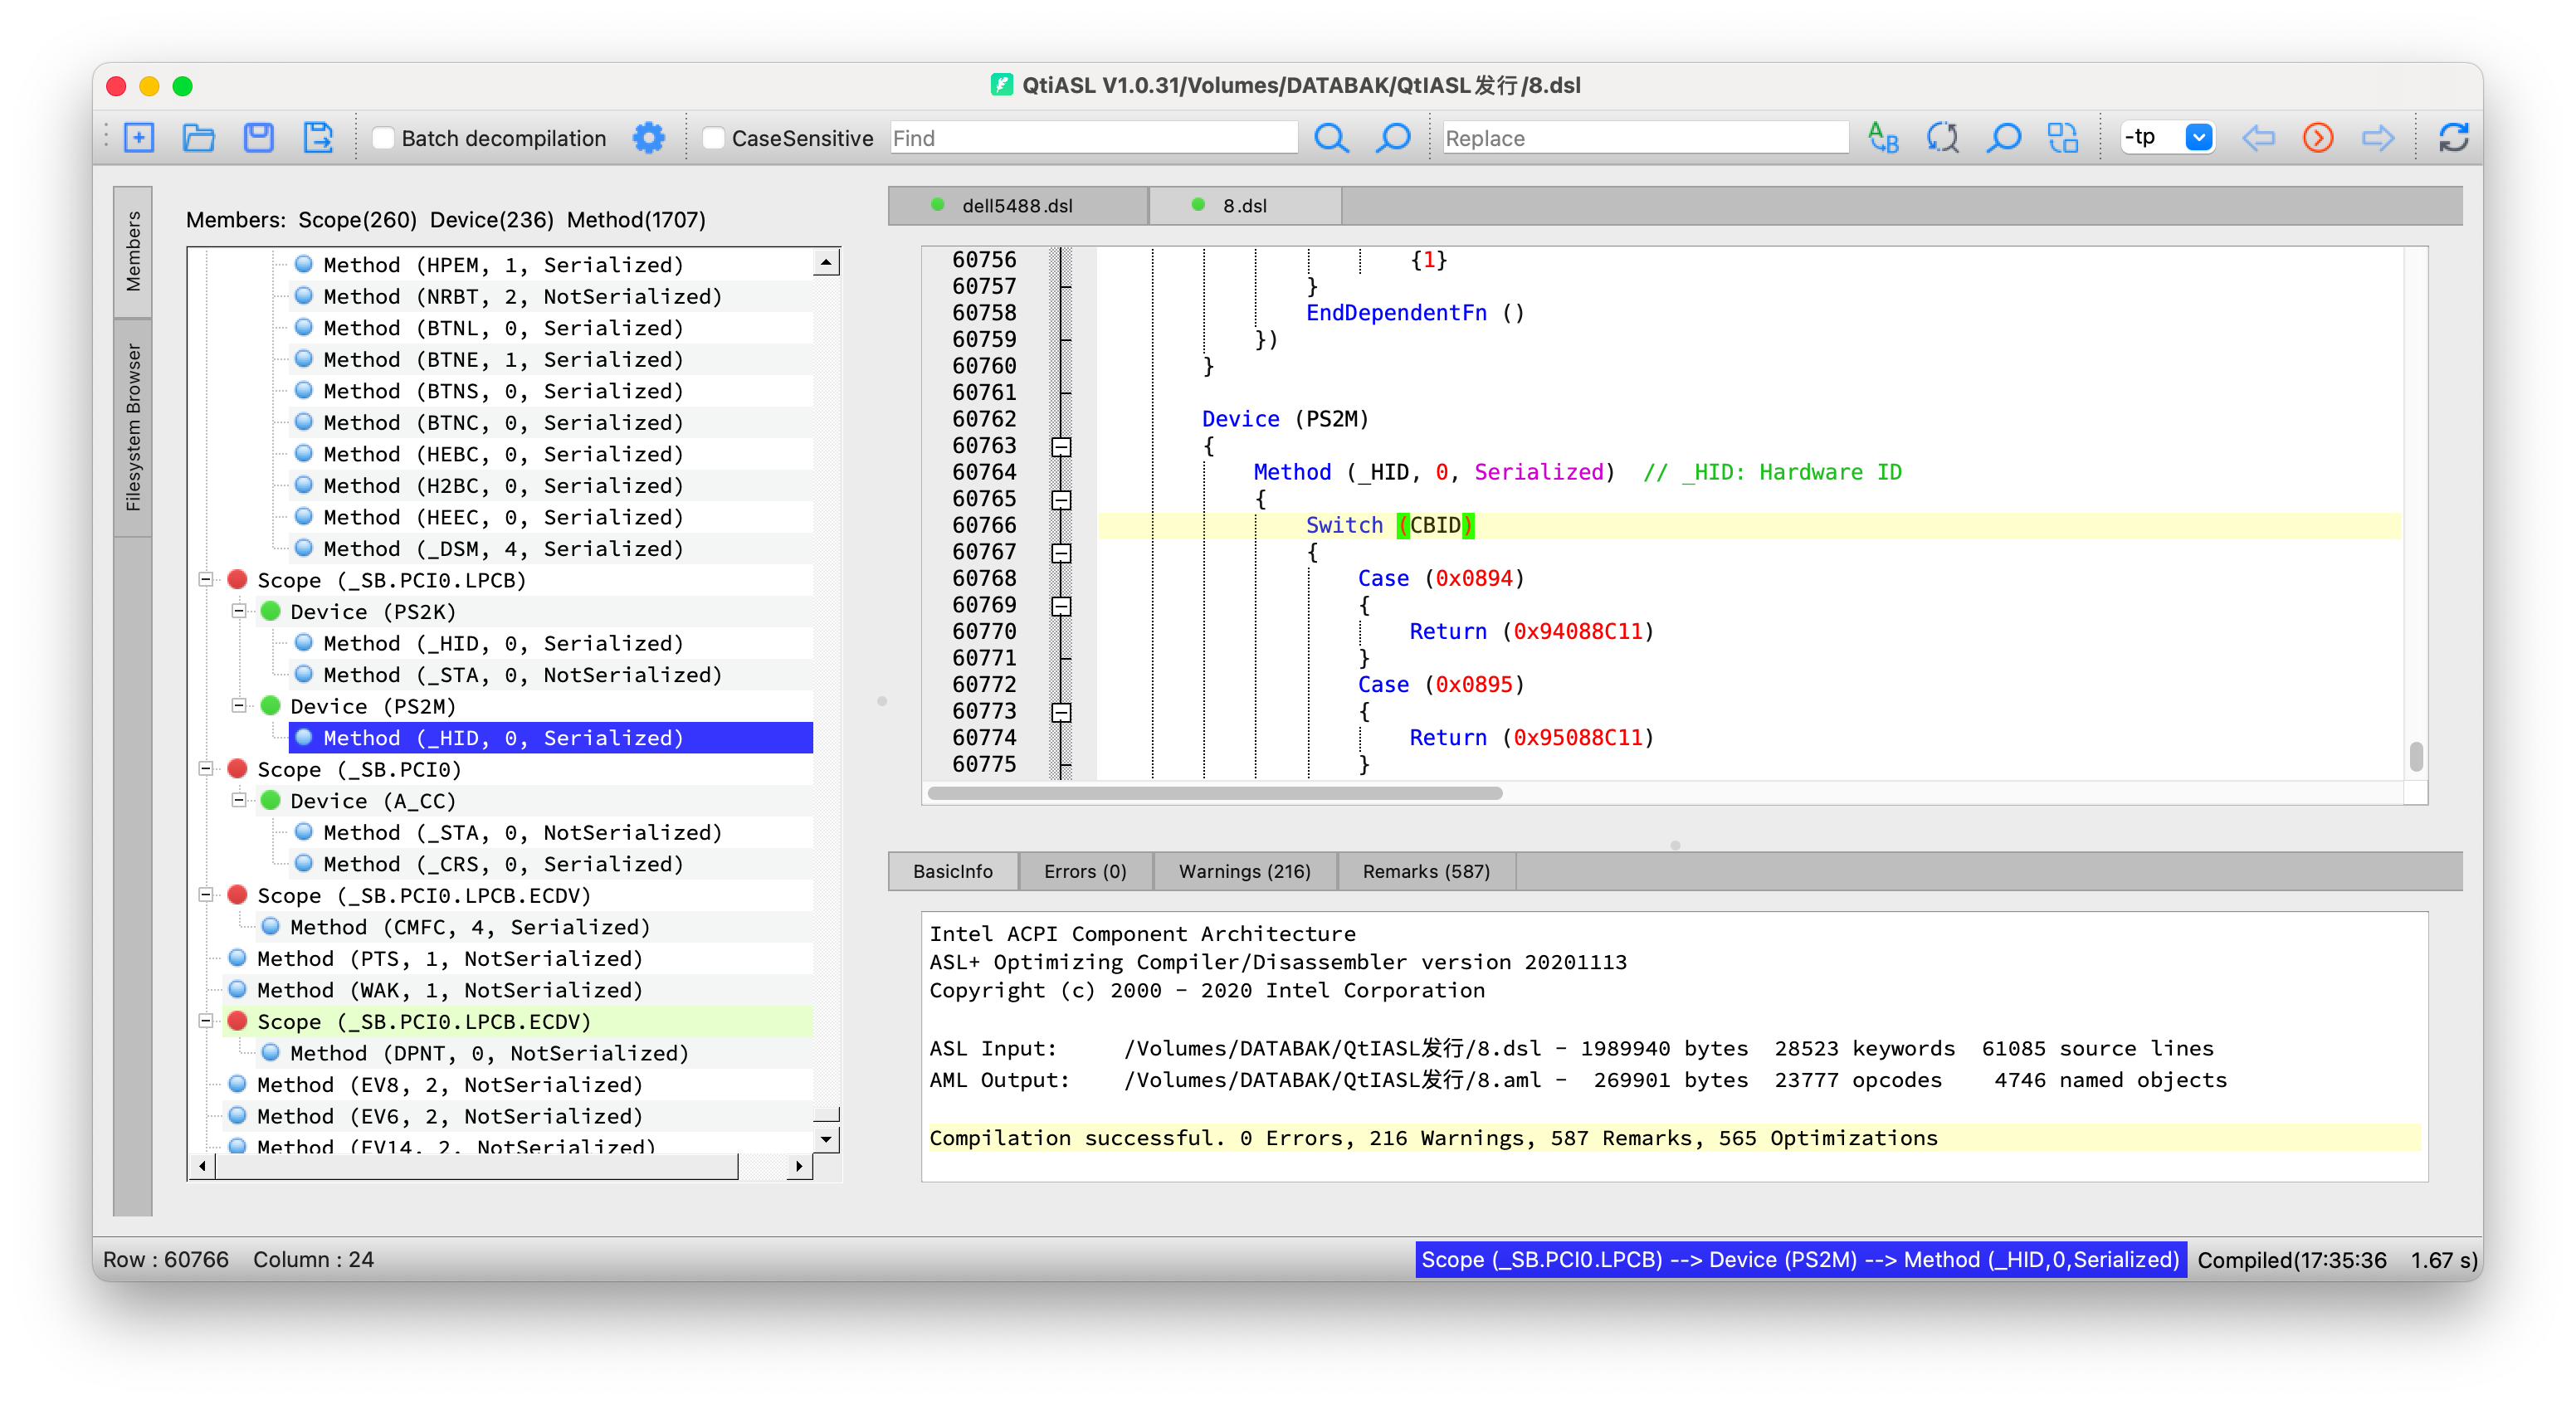 QtiASL V1.0.31/Volumes/DATABAK/QtIASL发行/8.dsl
Batch decompilation
CaseSensitive
Find
Replace
-tp
Members
Filesystem Browser
Members: Scope(260) Device(236) Method(1707)
Method (HPEM, 1, Serialized)
Method (NRBT, 2, NotSerialized)
Method (BTNL, 0, Serialized)
Method (BTNE, 1, Serialized)
Method (BTNS, 0, Serialized)
Method (BTNC, 0, Serialized)
Method (HEBC, 0, Serialized)
Method (H2BC, 0, Serialized)
Method (HEEC, 0, Serialized)
Method (_DSM, 4, Serialized)
Scope (_SB.PCI0.LPCB)
Device (PS2K)
Method (_HID, 0, Serialized)
Method (_STA, 0, NotSerialized)
Device (PS2M)
Method (_HID, 0, Serialized)
Scope (_SB.PCI0)
Device (A_CC)
Method (_STA, 0, NotSerialized)
Method (_CRS, 0, Serialized)
Scope (_SB.PCI0.LPCB.ECDV)
Method (CMFC, 4, Serialized)
Method (PTS, 1, NotSerialized)
Method (WAK, 1, NotSerialized)
Scope (_SB.PCI0.LPCB.ECDV)
Method (DPNT, 0, NotSerialized)
Method (EV8, 2, NotSerialized)
Method (EV6, 2, NotSerialized)
Method (EV14, 2, NotSerialized)
dell5488.dsl
8.dsl
60756 {1}
60757 }
60758 EndDependentFn ()
60759 })
60760 }
60761
60762 Device (PS2M)
60763 {
60764 Method (_HID, 0, Serialized)  // _HID: Hardware ID
60765 {
60766 Switch (CBID)
60767 {
60768 Case (0x0894)
60769 {
60770 Return (0x94088C11)
60771 }
60772 Case (0x0895)
60773 {
60774 Return (0x95088C11)
60775 }
BasicInfo
Errors (0)
Warnings (216)
Remarks (587)
Intel ACPI Component Architecture
ASL+ Optimizing Compiler/Disassembler version 20201113
Copyright (c) 2000 - 2020 Intel Corporation
ASL Input: /Volumes/DATABAK/QtIASL发行/8.dsl - 1989940 bytes 28523 keywords 61085 source lines
AML Output: /Volumes/DATABAK/QtIASL发行/8.aml - 269901 bytes 23777 opcodes 4746 named objects
Compilation successful. 0 Errors, 216 Warnings, 587 Remarks, 565 Optimizations
Row : 60766 Column : 24
Scope (_SB.PCI0.LPCB) --> Device (PS2M) --> Method (_HID,0,Serialized)
Compiled(17:35:36 1.67 s)